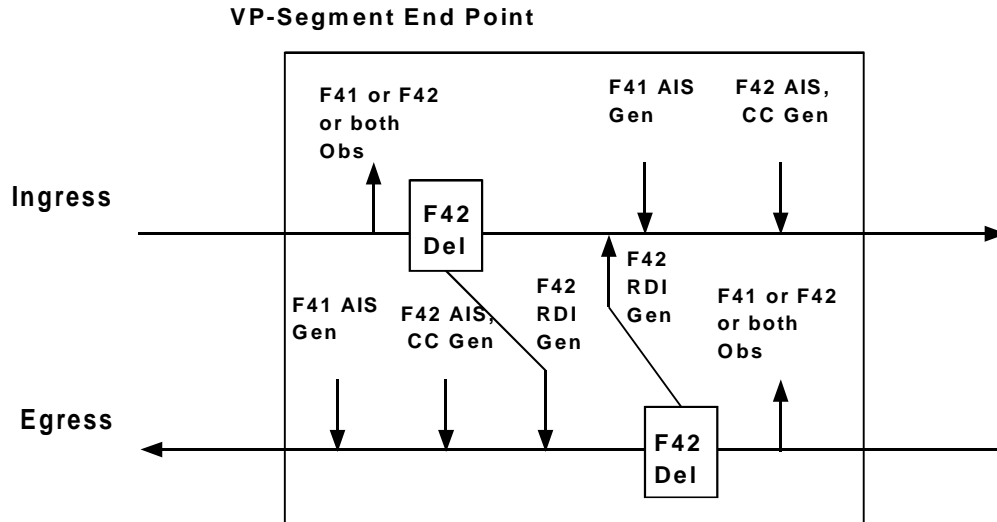 VP-Segment End Point
F41 or F42
or both
Obs
F41 AIS
Gen
F42 AIS,
CC Gen
Ingress
F42
Del
F41 AIS
Gen
F42 AIS,
CC Gen
F42
RDI
Gen
F42
RDI
Gen
F41 or F42
or both
Obs
Egress
F42
Del